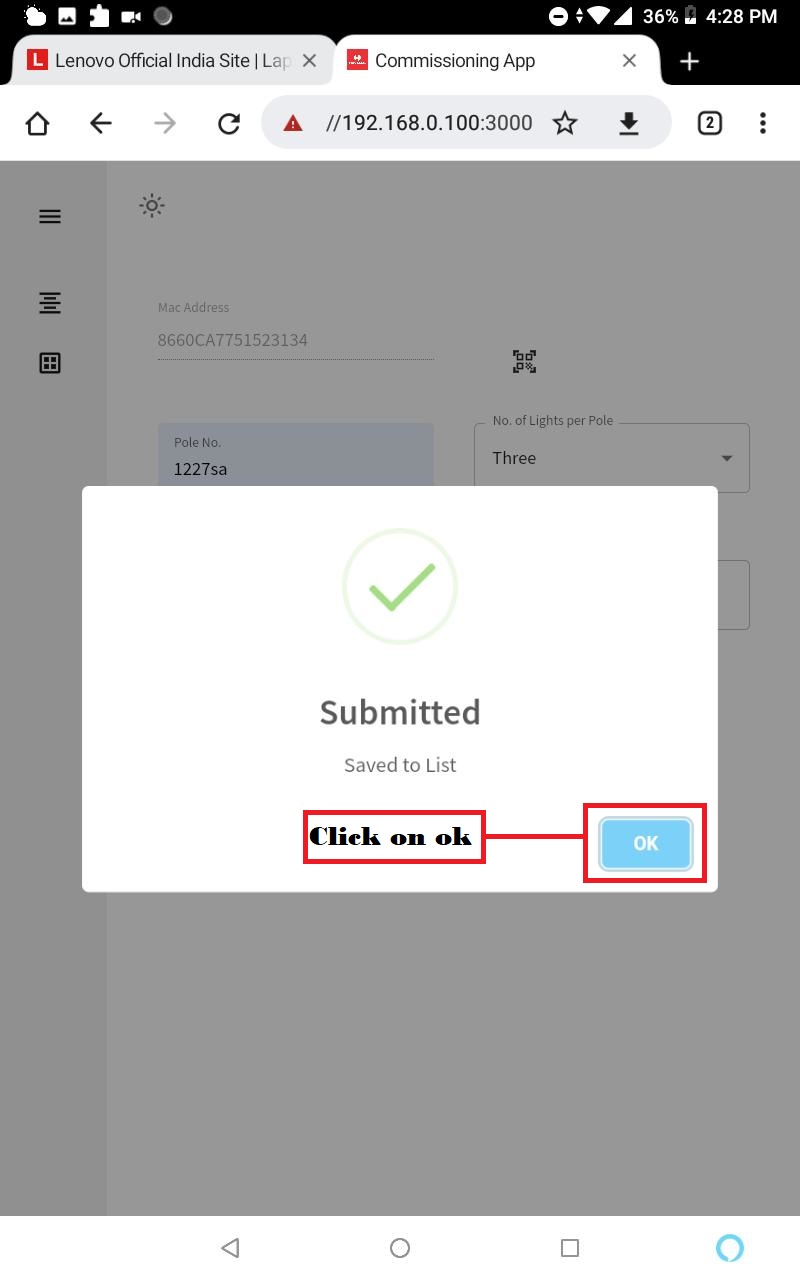 36% 4:28 PM
L Lenovo Official India Site | Lap
Commissioning App
//192.168.0.100:3000
2
Mac Address
8660CA7751523134
Pole No.
1227sa
No. of Lights per Pole
Three
Submitted
Saved to List
Click on ok
OK